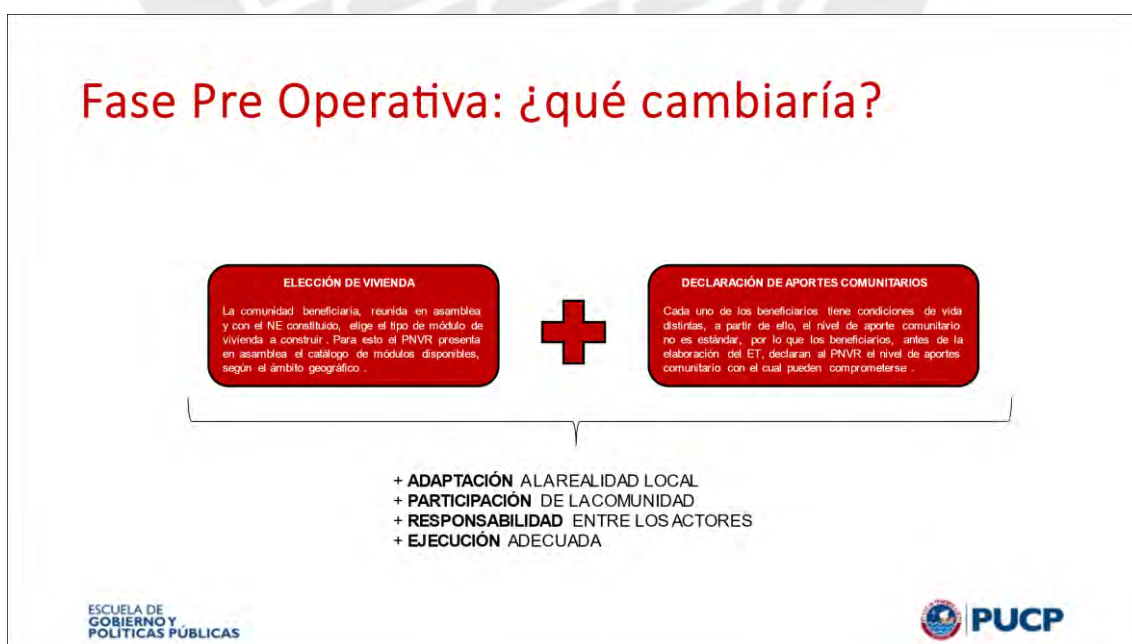 Fase Pre Operativa: ¿qué cambiaría?
ELECCIÓN DE VIVIENDA
La comunidad beneficiaria, reunida en asamblea
y con el NE constituido, elige el tipo de módulo de
vivienda a construir. Para esto el PNVR presenta
en asamblea el catálogo de módulos disponibles,
según el ámbito geográfico .
DECLARACIÓN DE APORTES COMUNITARIOS
Cada uno de los beneficiarios tiene condiciones de vida
distintas, a partir de ello, el nivel de aporte comunitario
no es estándar, por lo que los beneficiarios, antes de la
elaboración del ET, declaran al PNVR el nivel de aportes
comunitario con el cual pueden comprometerse .
+ ADAPTACIÓN A LA REALIDAD LOCAL
+ PARTICIPACIÓN DE LA COMUNIDAD
+ RESPONSABILIDAD ENTRE LOS ACTORES
+ EJECUCIÓN ADECUADA
ESCUELA DE
GOBIERNO Y
POLÍTICAS PÚBLICAS
PUCP